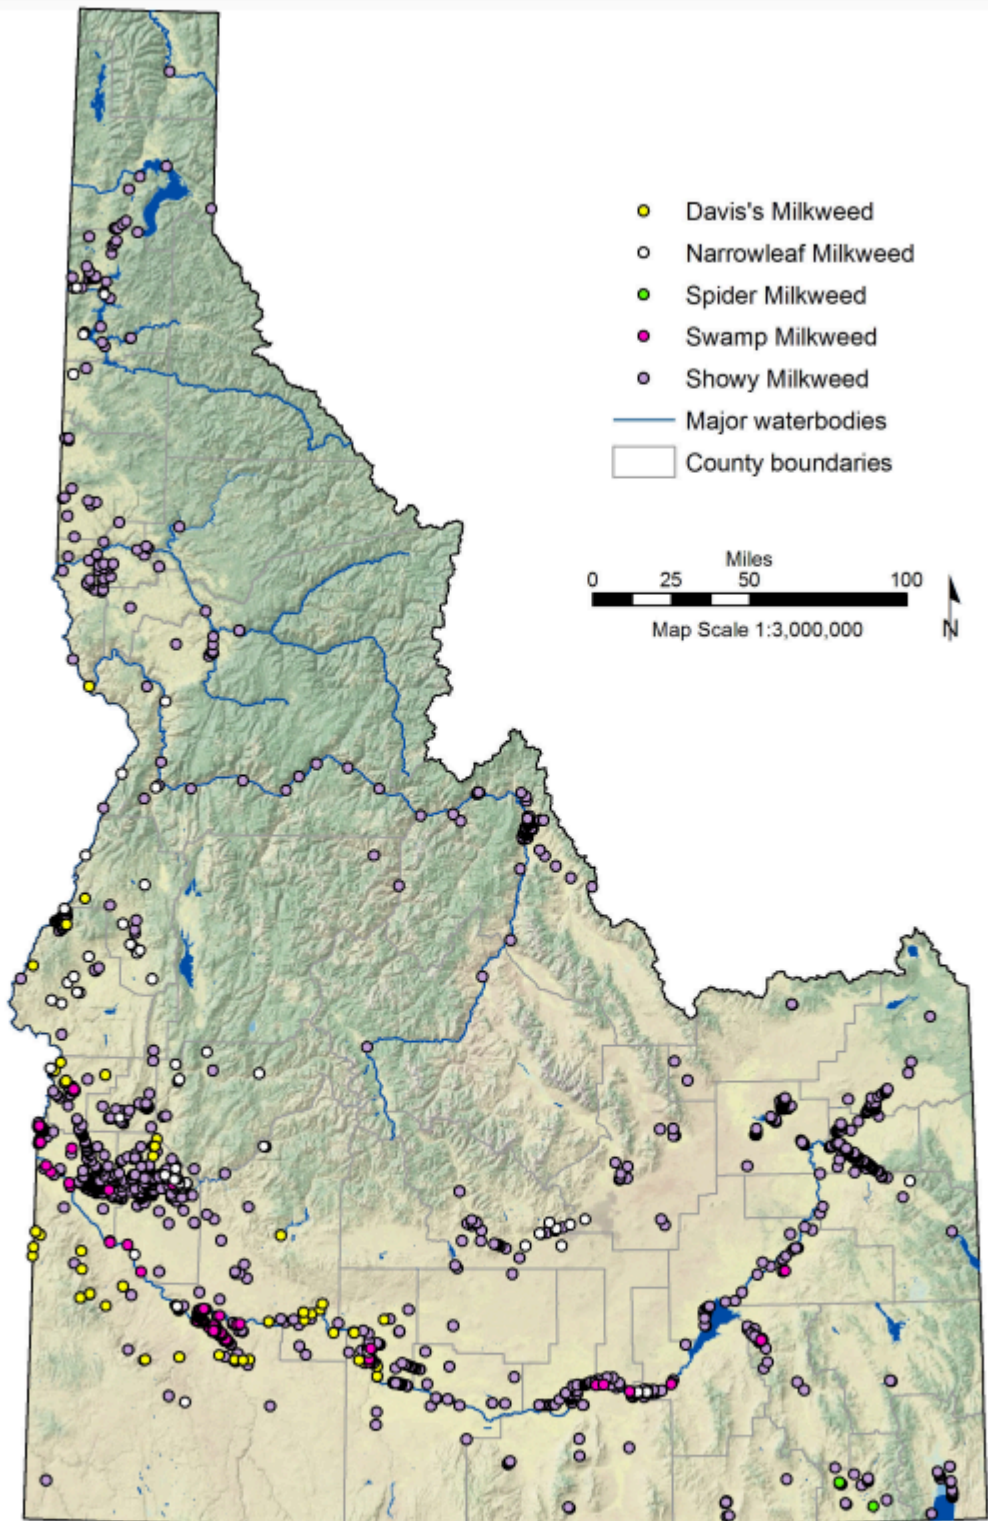 Davis's Milkweed
Narrowleaf Milkweed
Spider Milkweed
Swamp Milkweed
Showy Milkweed
Major waterbodies
County boundaries
Miles
0 25 50 100
Map Scale 1:3,000,000
N